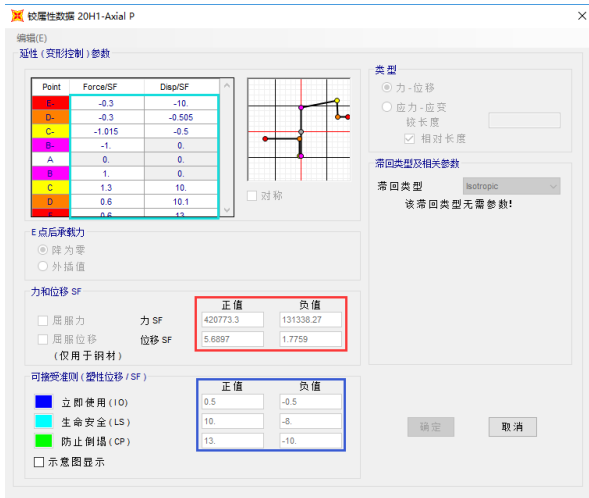 铰属性数据 20H1-Axial P
编辑(E)
延性 ( 变形控制 ) 参数
Point Force/SF Disp/SF
E- -0.3 -10.
D- -0.3 -0.505
C- -1.015 -0.5
B- -1. 0.
A 0. 0.
B 1. 0.
C 1.3 10.
D 0.6 10.1
E 0.6 13.
对称
类型
力 - 位移
应力 - 应变
铰长度
相对长度
滞回类型及相关参数
滞回类型 Isotropic
该滞回类型无需参数!
E 点后承载力
降为零
外插值
力和位移 SF
正值 负值
屈服力 力 SF 420773.3 131338.27
屈服位移 位移 SF 5.6897 1.7759
(仅用于钢材)
可接受准则 ( 塑性位移 / SF )
正值 负值
立即使用(IO) 0.5 -0.5
生命安全(LS) 10. -8.
防止倒塌(CP) 13. -10.
示意图显示
确定 取消